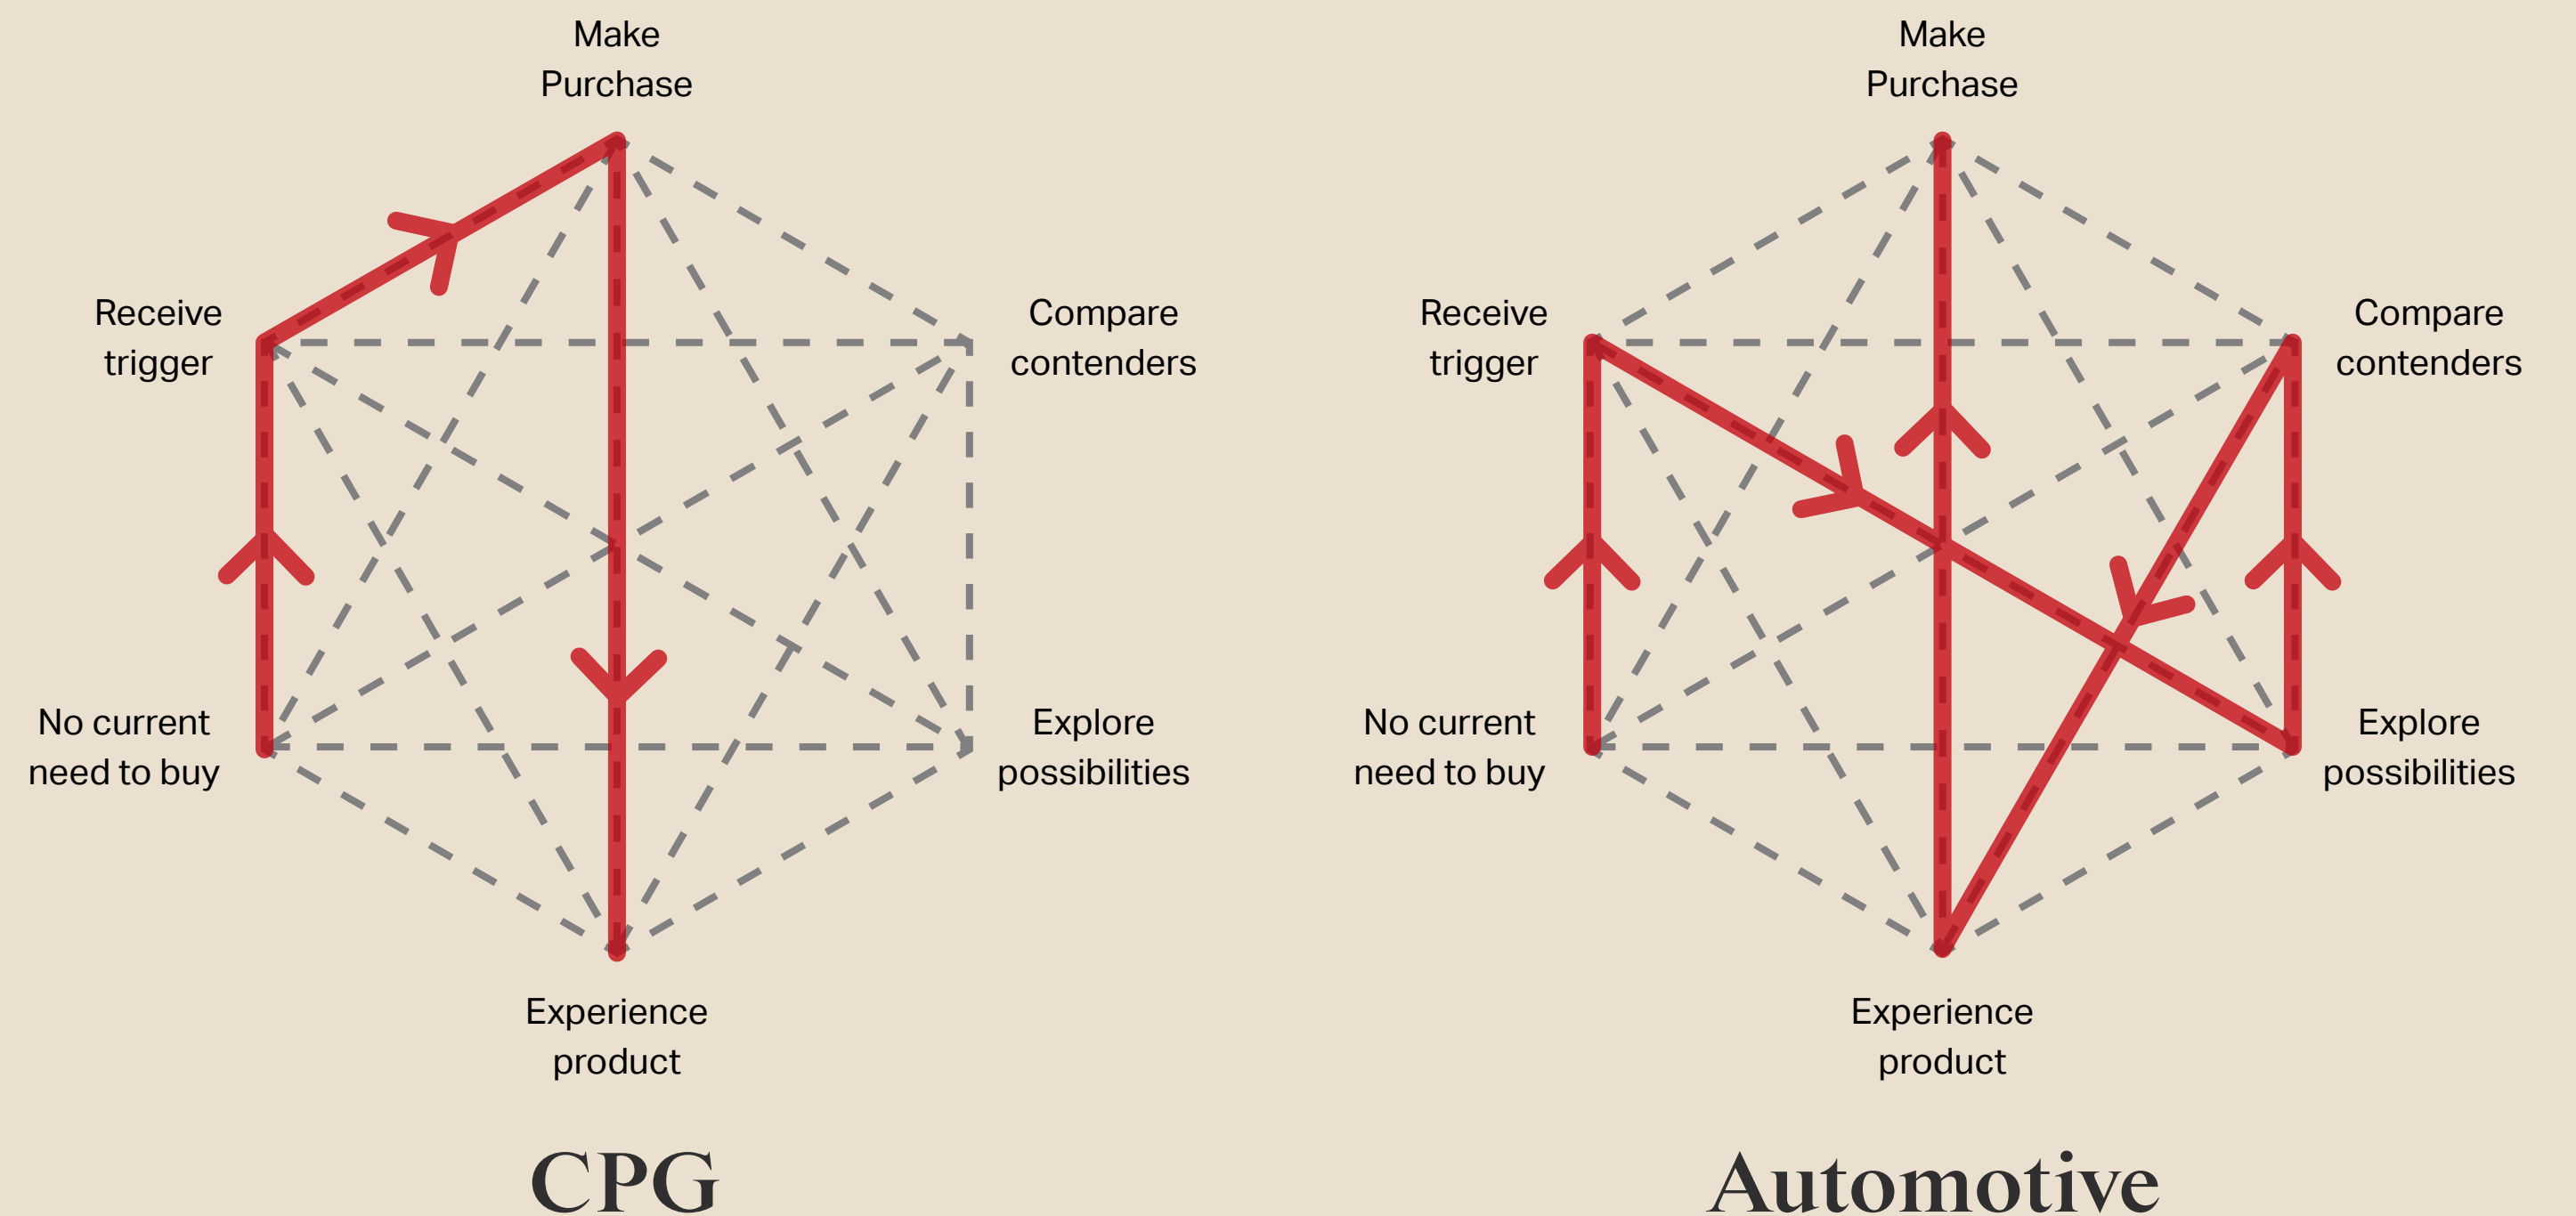 Make
Purchase
Receive
trigger
Compare
contenders
No current
need to buy
Explore
possibilities
Experience
product
CPG
Make
Purchase
Receive
trigger
Compare
contenders
No current
need to buy
Explore
possibilities
Experience
product
Automotive